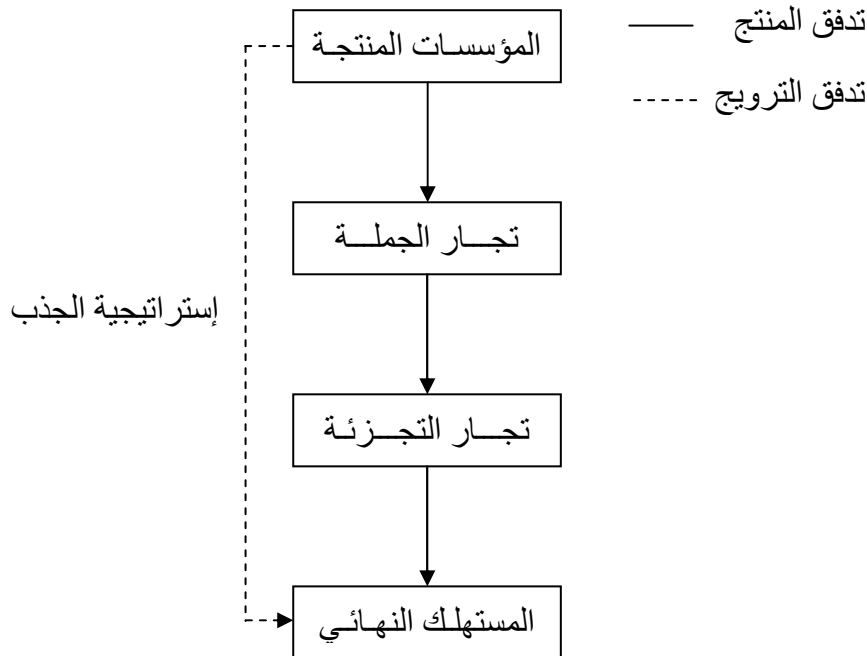 تدفق المنتج
المؤسسات المنتجة
تدفق الترويج
تجار الجملة
إستراتيجية الجذب
تجار التجزئة
المستهلك النهائي